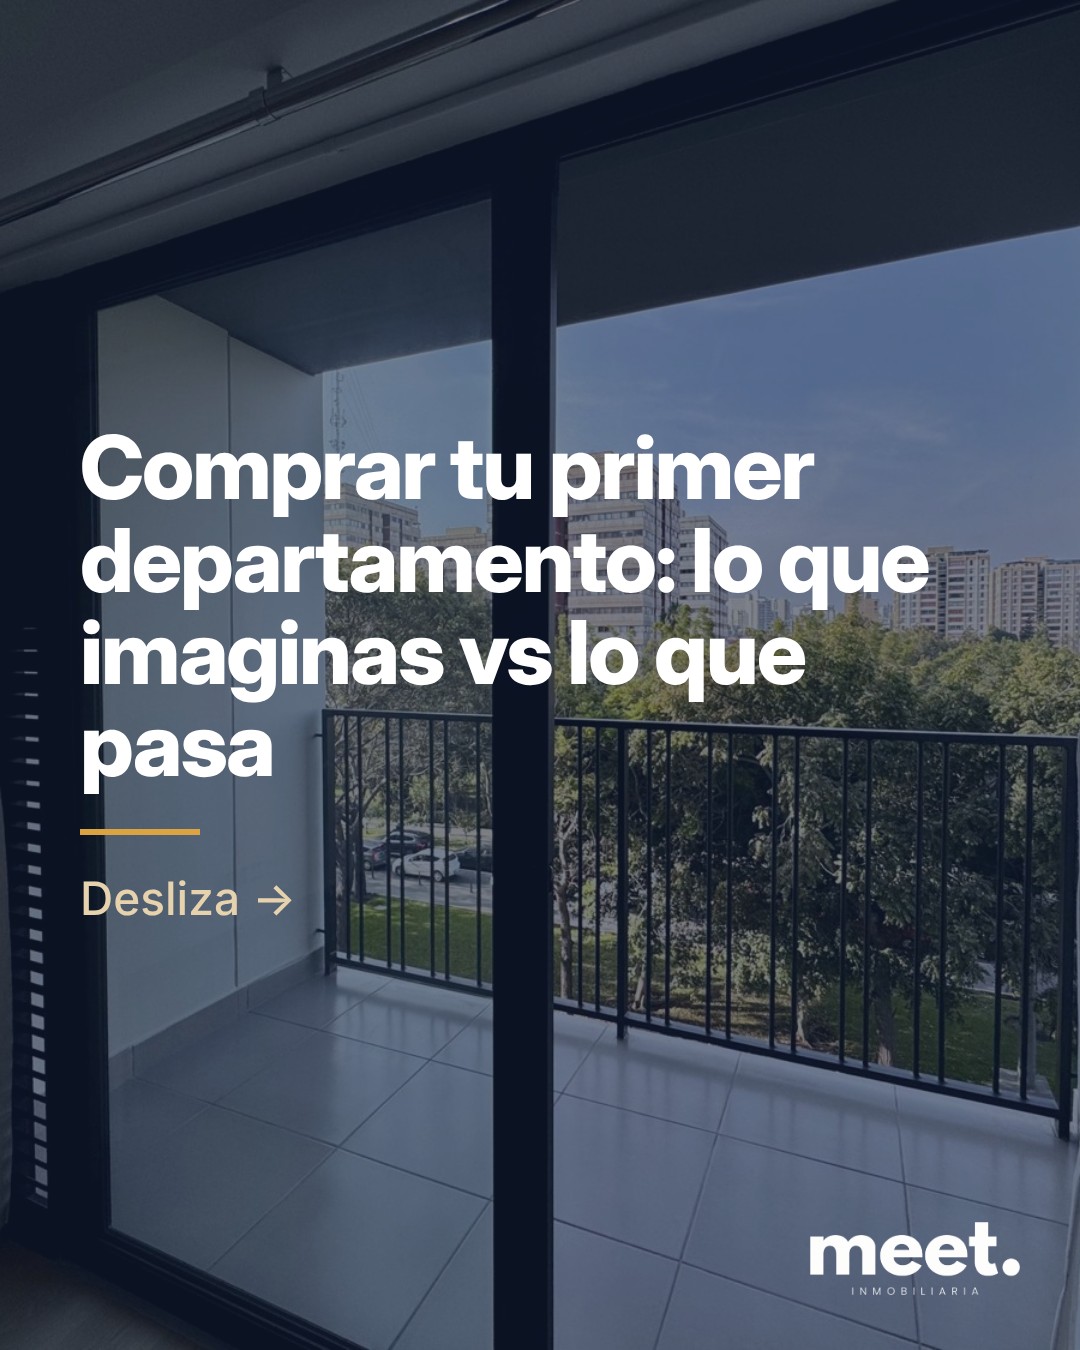 Comprar tu primer
departamento: lo que
imaginas vs lo que
pasa
Desliza →
meet.
INMOBILIARIA